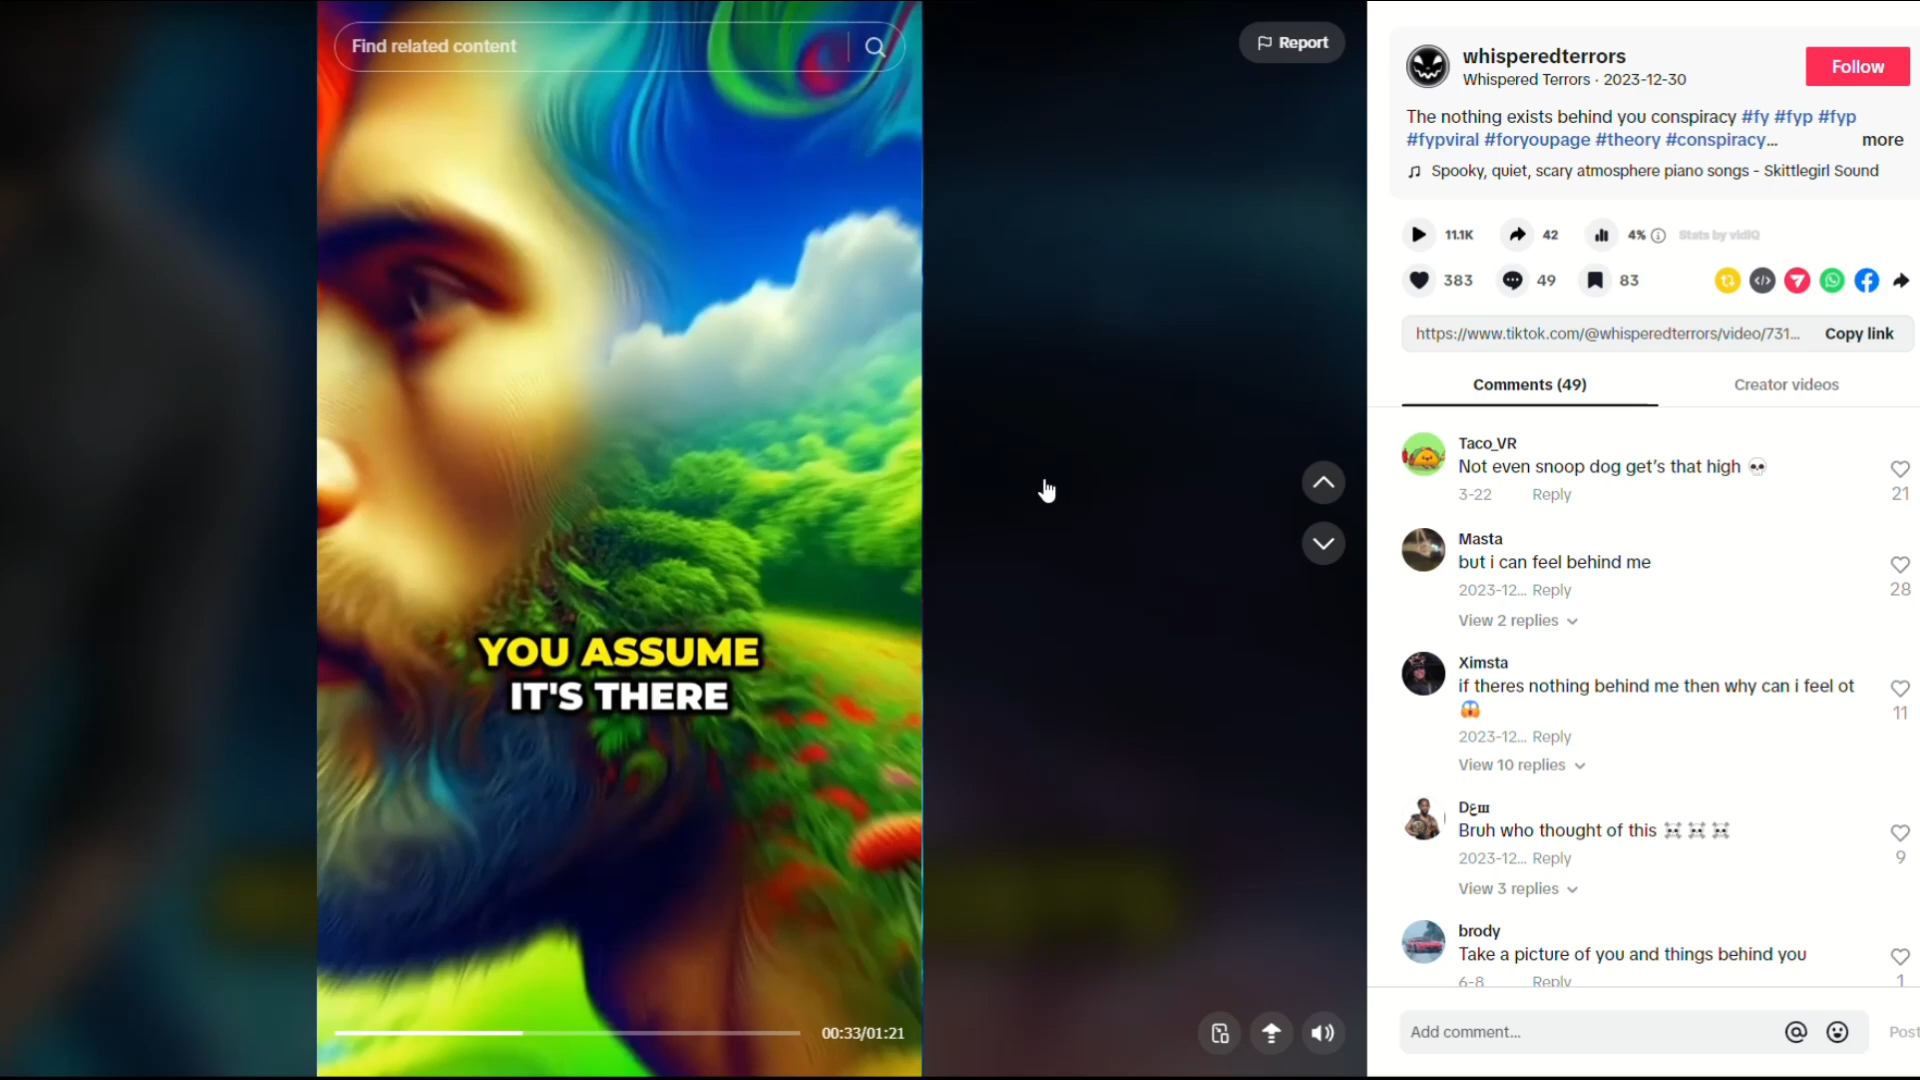 Find related content
Report
YOU ASSUME
IT'S THERE
00:33/01:21
whisperedterrors
Whispered Terrors · 2023-12-30
Follow
The nothing exists behind you conspiracy #fy #fyp #fyp
#fypviral #foryoupage #theory #conspiracy... more
Spooky, quiet, scary atmosphere piano songs - Skittlegirl Sound
11.1K 42 4% Stats by vidIQ
383 49 83
https://www.tiktok.com/@whisperedterrors/video/731... Copy link
Comments (49) Creator videos
Taco_VR
Not even snoop dog get's that high 💀
3-22 Reply 21
Masta
but i can feel behind me
2023-12... Reply 28
View 2 replies
Ximsta
if theres nothing behind me then why can i feel ot
😱 11
2023-12... Reply
View 10 replies
Bruh who thought of this ☠️ ☠️ ☠️
2023-12... Reply 9
View 3 replies
brody
Take a picture of you and things behind you
6-8 Reply 1
Add comment... Post